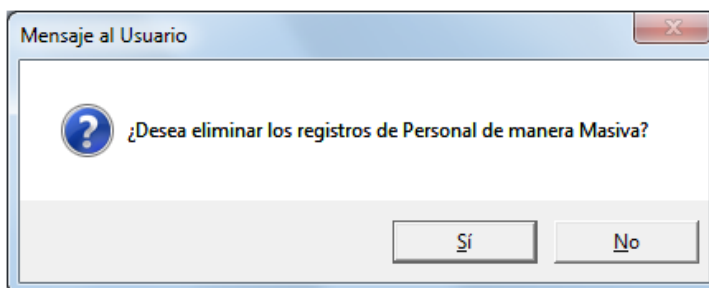 Mensaje al Usuario
¿Desea eliminar los registros de Personal de manera Masiva?
Sí
No